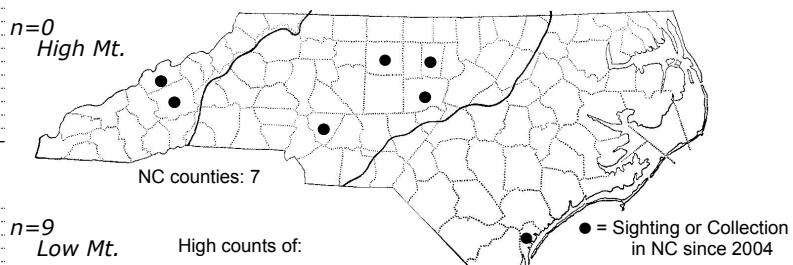 n=0
High Mt.
NC counties: 7
n=9
Low Mt.
High counts of:
● = Sighting or Collection
in NC since 2004